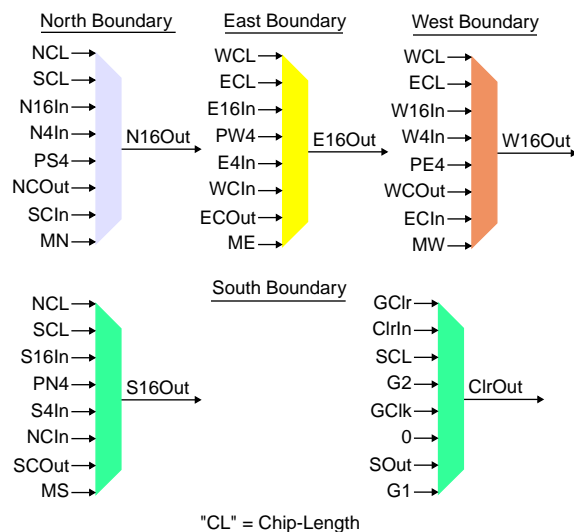 North Boundary
NCL
SCL
N16In
N4In
PS4
NCOut
SCIn
MN
N16Out
East Boundary
WCL
ECL
E16In
PW4
E4In
WCIn
ECOut
ME
E16Out
West Boundary
WCL
ECL
W16In
W4In
PE4
WCOut
ECIn
MW
W16Out
South Boundary
NCL
SCL
S16In
PN4
S4In
NCIn
SCOut
MS
S16Out
GClr
ClrIn
SCL
G2
GClk
0
SOut
G1
ClrOut
"CL" = Chip-Length